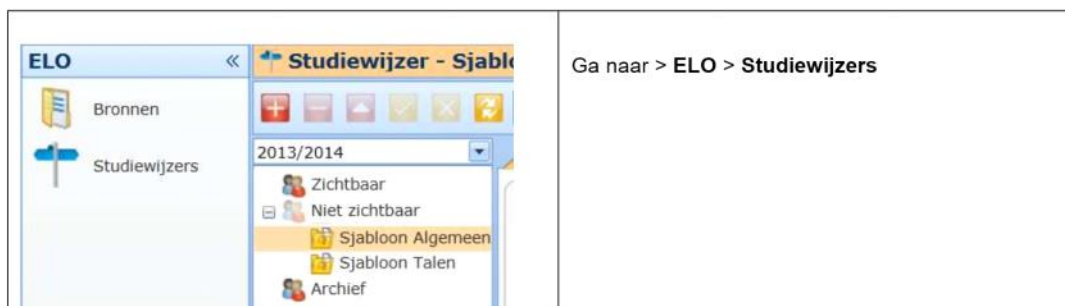 ELO «
Bronnen
Studiewijzers
Studiewijzer - Sjabl
2013/2014
Zichtbaar
Niet zichtbaar
Sjabloon Algemeen
Sjabloon Talen
Archief
Ga naar > ELO > Studiewijzers